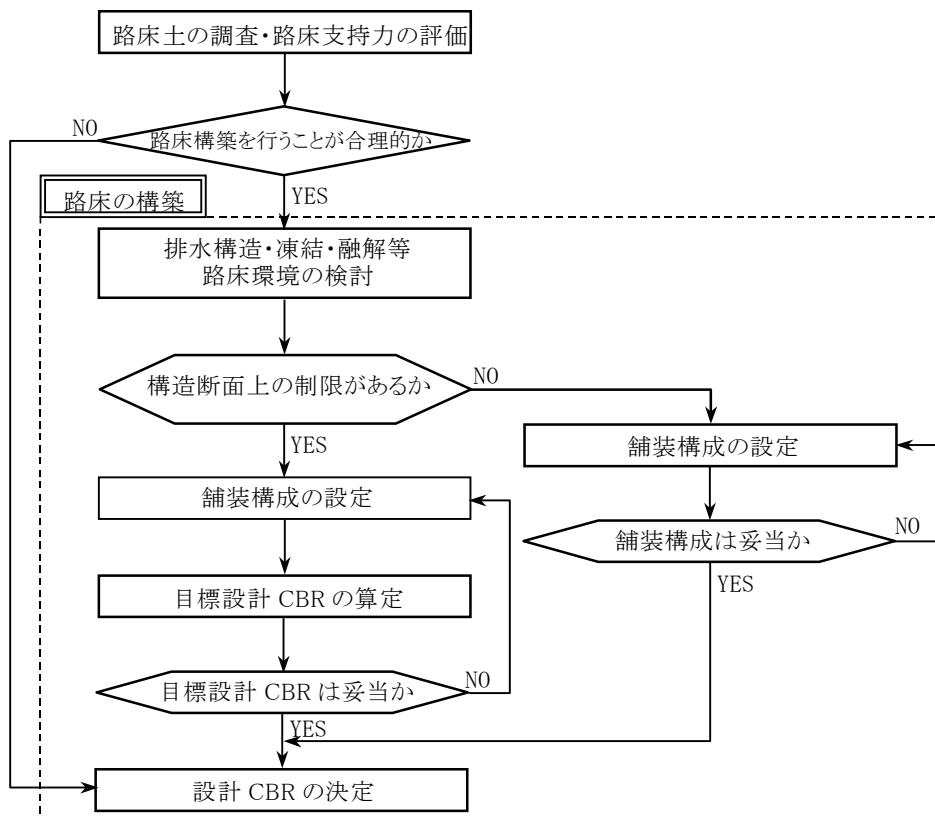 路床土の調査・路床支持力の評価
NO
路床構築を行うことが合理的か
YES
路床の構築
排水構造・凍結・融解等
路床環境の検討
構造断面上の制限があるか
NO
YES
舗装構成の設定
舗装構成の設定
舗装構成は妥当か
NO
YES
目標設計 CBR の算定
目標設計 CBR は妥当か
NO
YES
設計 CBR の決定